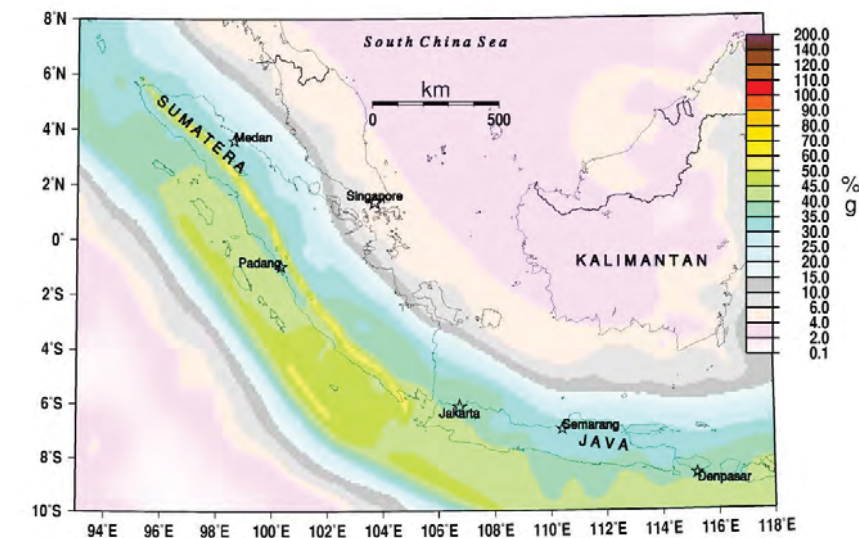 8°N
6°N
4°N
2°N
0°
2°S
4°S
6°S
8°S
10°S
94°E 96°E 98°E 100°E 102°E 104°E 106°E 108°E 110°E 112°E 114°E 116°E 118°E
South China Sea
km
0 500
SUMATERA
Medan
Singapore
Padang
KALIMANTAN
Jakarta
Semarang
JAVA
Denpasar
200.0
140.0
120.0
110.0
100.0
90.0
80.0
70.0
60.0
50.0
45.0
40.0
35.0
30.0
25.0
20.0
15.0
10.0
6.0
4.0
2.0
0.1
%
g